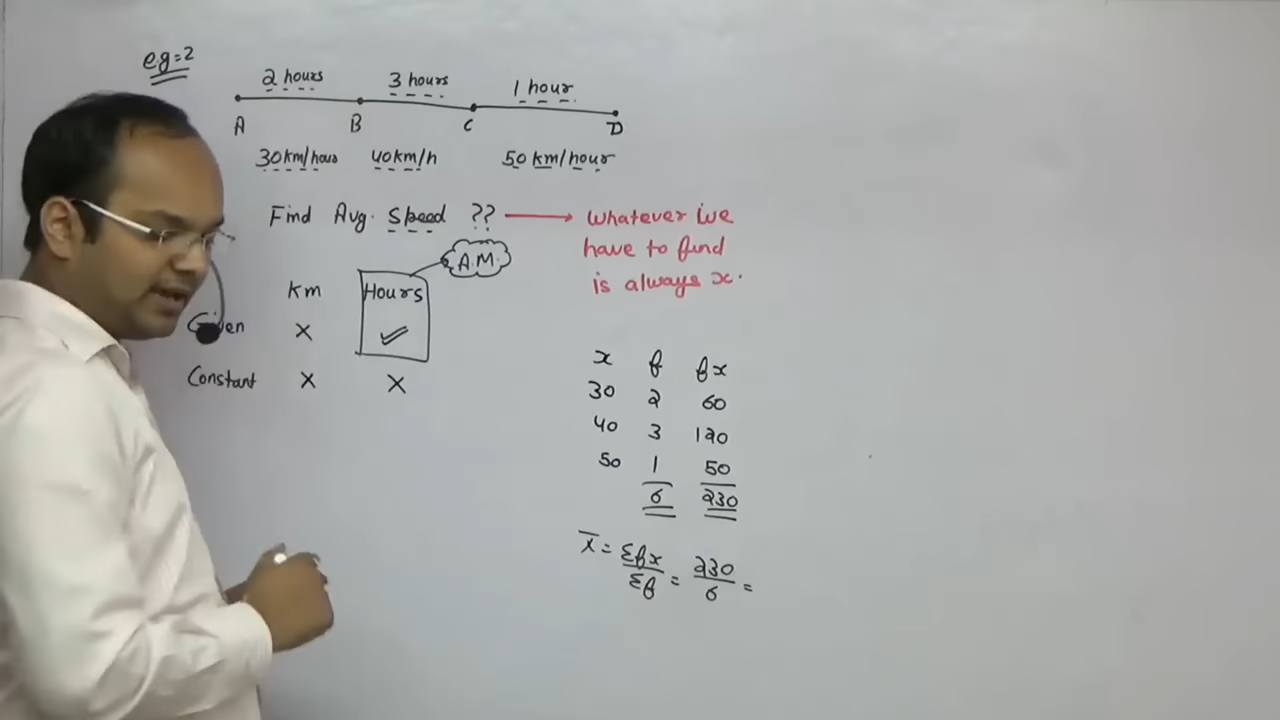 eg=2
2 hours 3 hours 1 hour
A B C D
30km/hour 40km/h 50 km/hour
Find Avg. Speed ??
whatever we
have to find
is always x.
A.M.
km Hours
Given × ✓
Constant × ×
x f fx
30 2 60
40 3 120
50 1 50
6 230
x̅ = Σfx/Σf = 230/6 =